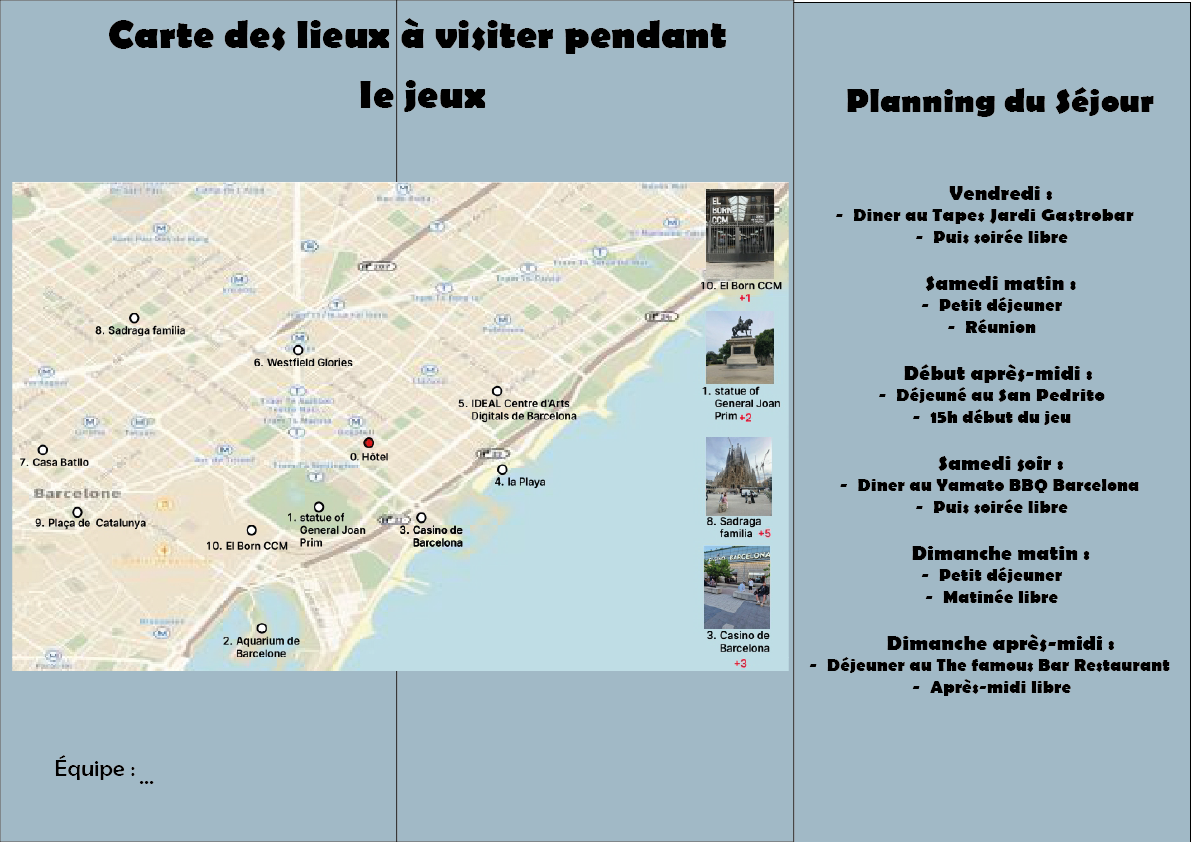 Carte des lieux à visiter pendant
le jeux
8. Sadraga familia
6. Westfield Glories
5. IDEAL Centre d'Arts
Digitals de Barcelona
7. Casa Batllo
0. Hôtel
4. la Playa
Barcelone
9. Plaça de Catalunya
1. statue of
General Joan
Prim
3. Casino de
Barcelona
10. El Born CCM
2. Aquarium de
Barcelone
EL
BORN
CCM
10. El Born CCM
+1
1. statue of
General Joan
Prim +2
8. Sadraga
familia +5
BARCELONA
3. Casino de
Barcelona
+3
Équipe : ...
Planning du Séjour
Vendredi :
- Diner au Tapes Jardi Gastrobar
- Puis soirée libre
Samedi matin :
- Petit déjeuner
- Réunion
Début après-midi :
- Déjeuné au San Pedrito
- 15h début du jeu
Samedi soir :
- Diner au Yamato BBQ Barcelona
- Puis soirée libre
Dimanche matin :
- Petit déjeuner
- Matinée libre
Dimanche après-midi :
- Déjeuner au The famous Bar Restaurant
- Après-midi libre